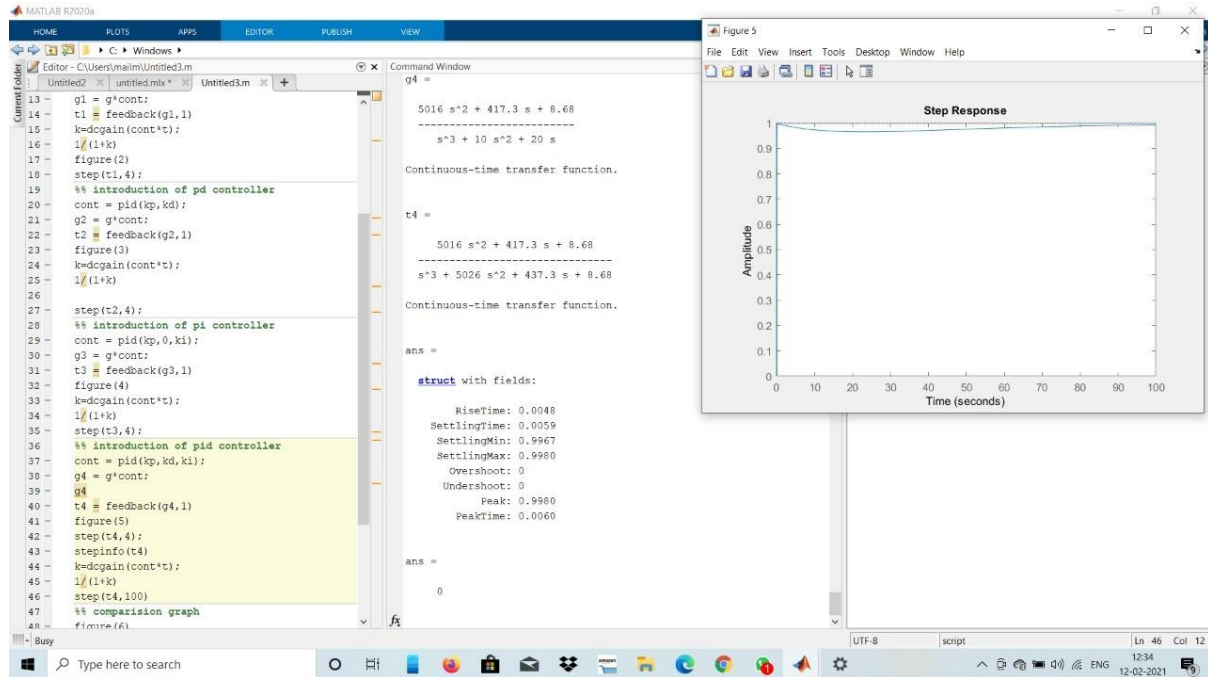 MATLAB R2020a
HOME PLOTS APPS EDITOR PUBLISH VIEW
C: ▸ Windows ▸
Editor - C:\Users\mailm\Untitled3.m
Untitled2 untitled.mlx* Untitled3.m +
Current Folder
13 - g1 = g*cont;
14 - t1 = feedback(g1,1)
15 - k=dcgain(cont*t);
16 - 1/(1+k)
17 - figure(2)
18 - step(t1,4);
19 %% introduction of pd controller
20 - cont = pid(kp,kd);
21 - g2 = g*cont;
22 - t2 = feedback(g2,1)
23 - figure(3)
24 - k=dcgain(cont*t);
25 - 1/(1+k)
26
27 - step(t2,4);
28 %% introduction of pi controller
29 - cont = pid(kp,0,ki);
30 - g3 = g*cont;
31 - t3 = feedback(g3,1)
32 - figure(4)
33 - k=dcgain(cont*t);
34 - 1/(1+k)
35 - step(t3,4);
36 %% introduction of pid controller
37 - cont = pid(kp,kd,ki);
38 - g4 = g*cont;
39 - g4
40 - t4 = feedback(g4,1)
41 - figure(5)
42 - step(t4,4);
43 - stepinfo(t4)
44 - k=dcgain(cont*t);
45 - 1/(1+k)
46 - step(t4,100)
47 %% comparision graph
48 - figure(6)
Command Window
g4 =
5016 s^2 + 417.3 s + 8.68
-------------------------
s^3 + 10 s^2 + 20 s
Continuous-time transfer function.
t4 =
5016 s^2 + 417.3 s + 8.68
--------------------------------
s^3 + 5026 s^2 + 437.3 s + 8.68
Continuous-time transfer function.
ans =
struct with fields:
RiseTime: 0.0048
SettlingTime: 0.0059
SettlingMin: 0.9967
SettlingMax: 0.9980
Overshoot: 0
Undershoot: 0
Peak: 0.9980
PeakTime: 0.0060
ans =
0
fx
Figure 5
File Edit View Insert Tools Desktop Window Help
Step Response
1
0.9
0.8
0.7
0.6
0.5
0.4
0.3
0.2
0.1
0
Amplitude
0 10 20 30 40 50 60 70 80 90 100
Time (seconds)
Busy
UTF-8 script Ln 46 Col 12
Type here to search
ENG
12:34
12-02-2021
9